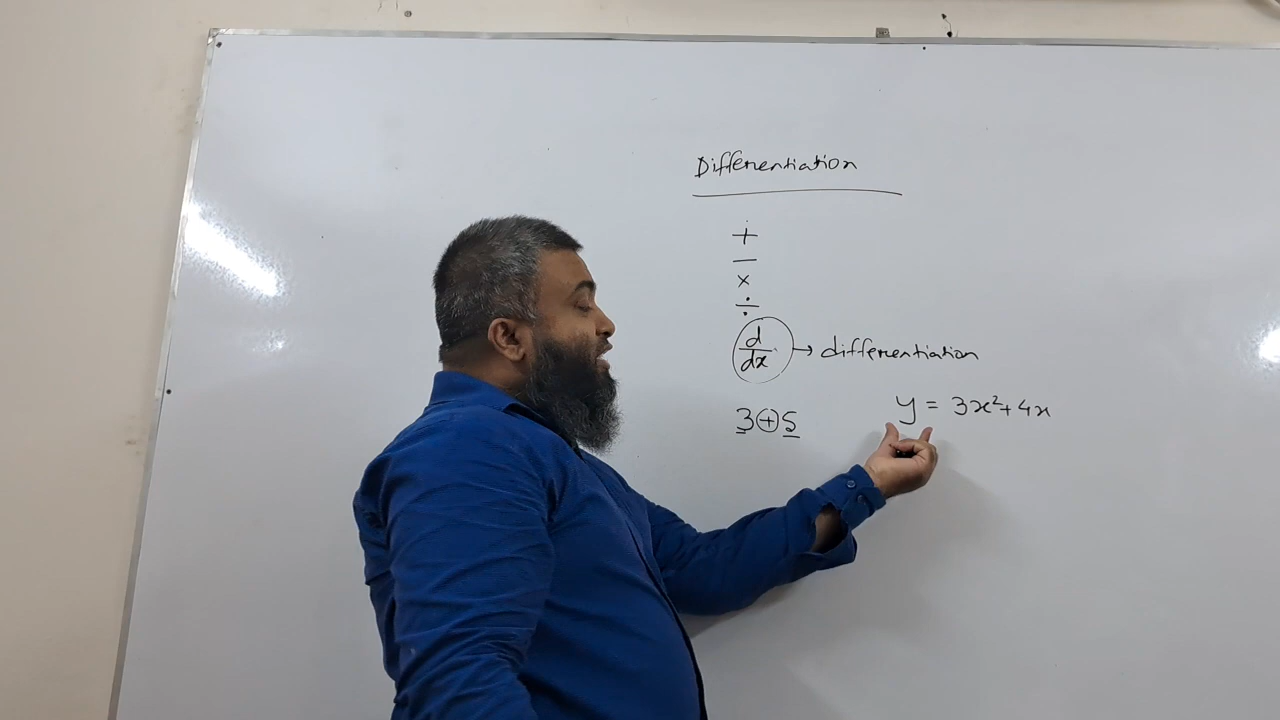 Differentiation
+
−
×
÷
d/dx → differentiation
3+5
y = 3x²+4x